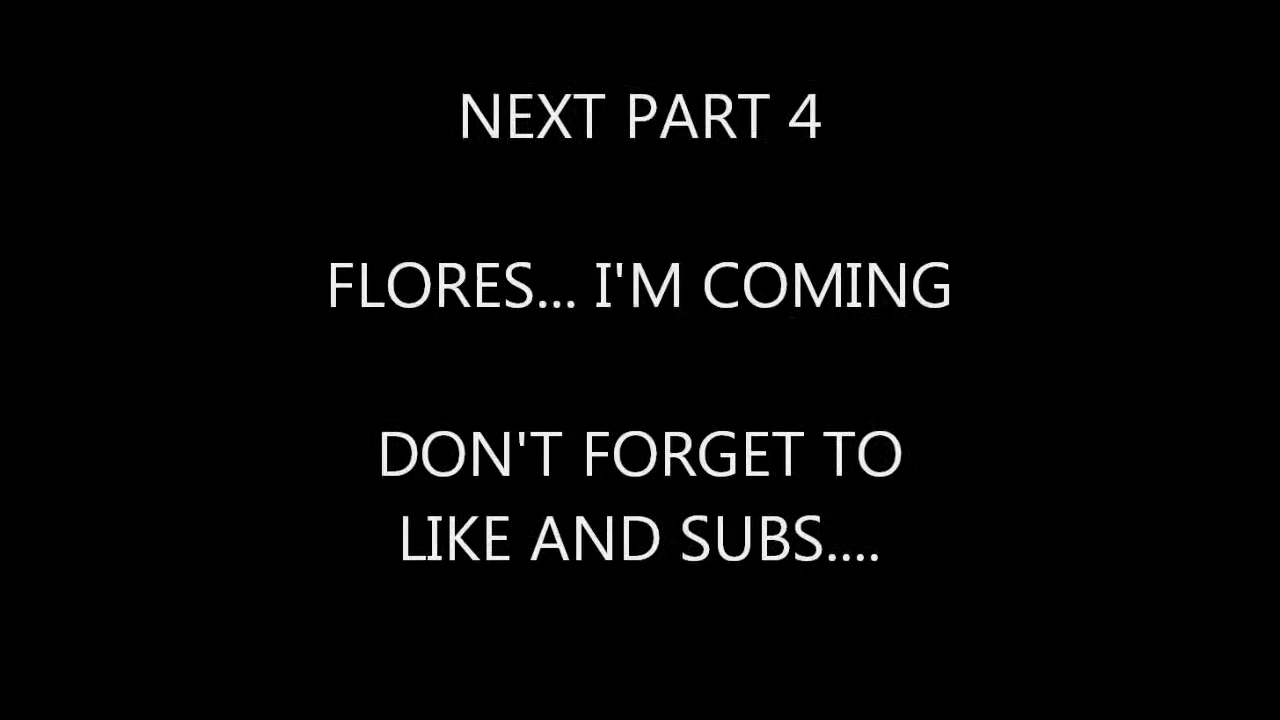 NEXT PART 4
FLORES... I'M COMING
DON'T FORGET TO
LIKE AND SUBS....